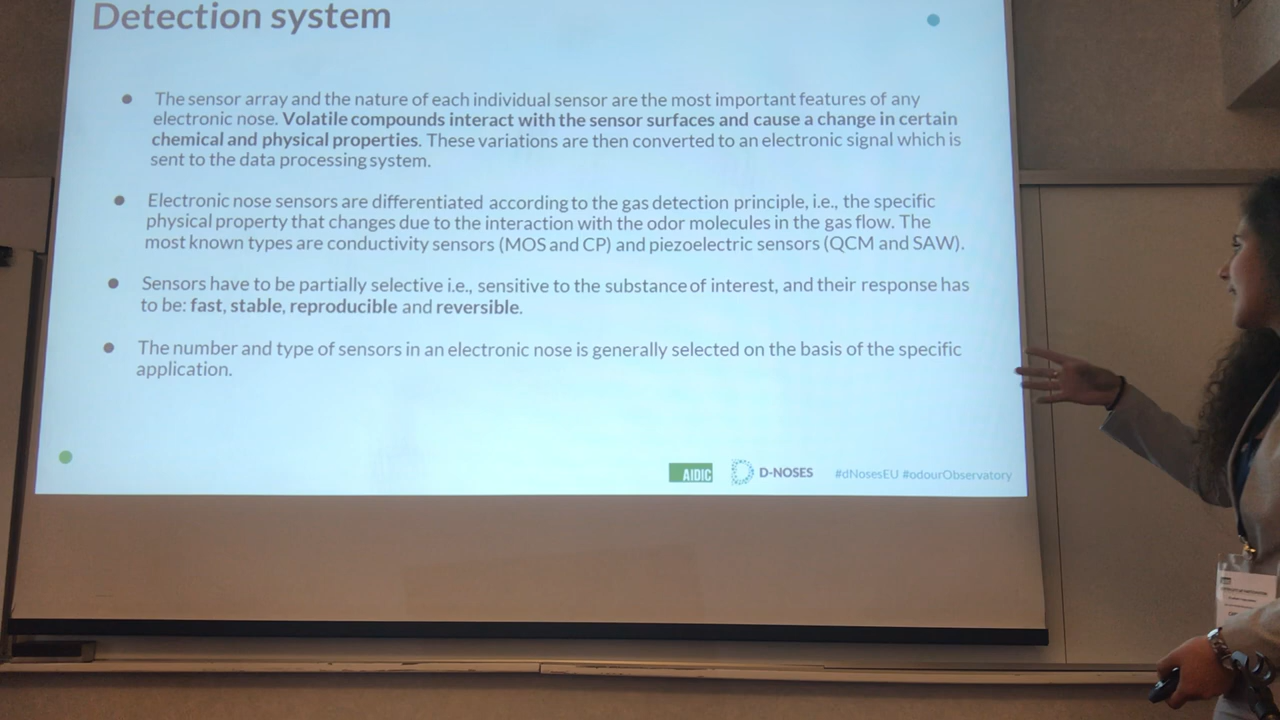 Detection system
● The sensor array and the nature of each individual sensor are the most important features of any
electronic nose. Volatile compounds interact with the sensor surfaces and cause a change in certain
chemical and physical properties. These variations are then converted to an electronic signal which is
sent to the data processing system.
● Electronic nose sensors are differentiated according to the gas detection principle, i.e., the specific
physical property that changes due to the interaction with the odor molecules in the gas flow. The
most known types are conductivity sensors (MOS and CP) and piezoelectric sensors (QCM and SAW).
● Sensors have to be partially selective i.e., sensitive to the substance of interest, and their response has
to be: fast, stable, reproducible and reversible.
● The number and type of sensors in an electronic nose is generally selected on the basis of the specific
application.
AIDIC D-NOSES #dNosesEU #odourObservatory